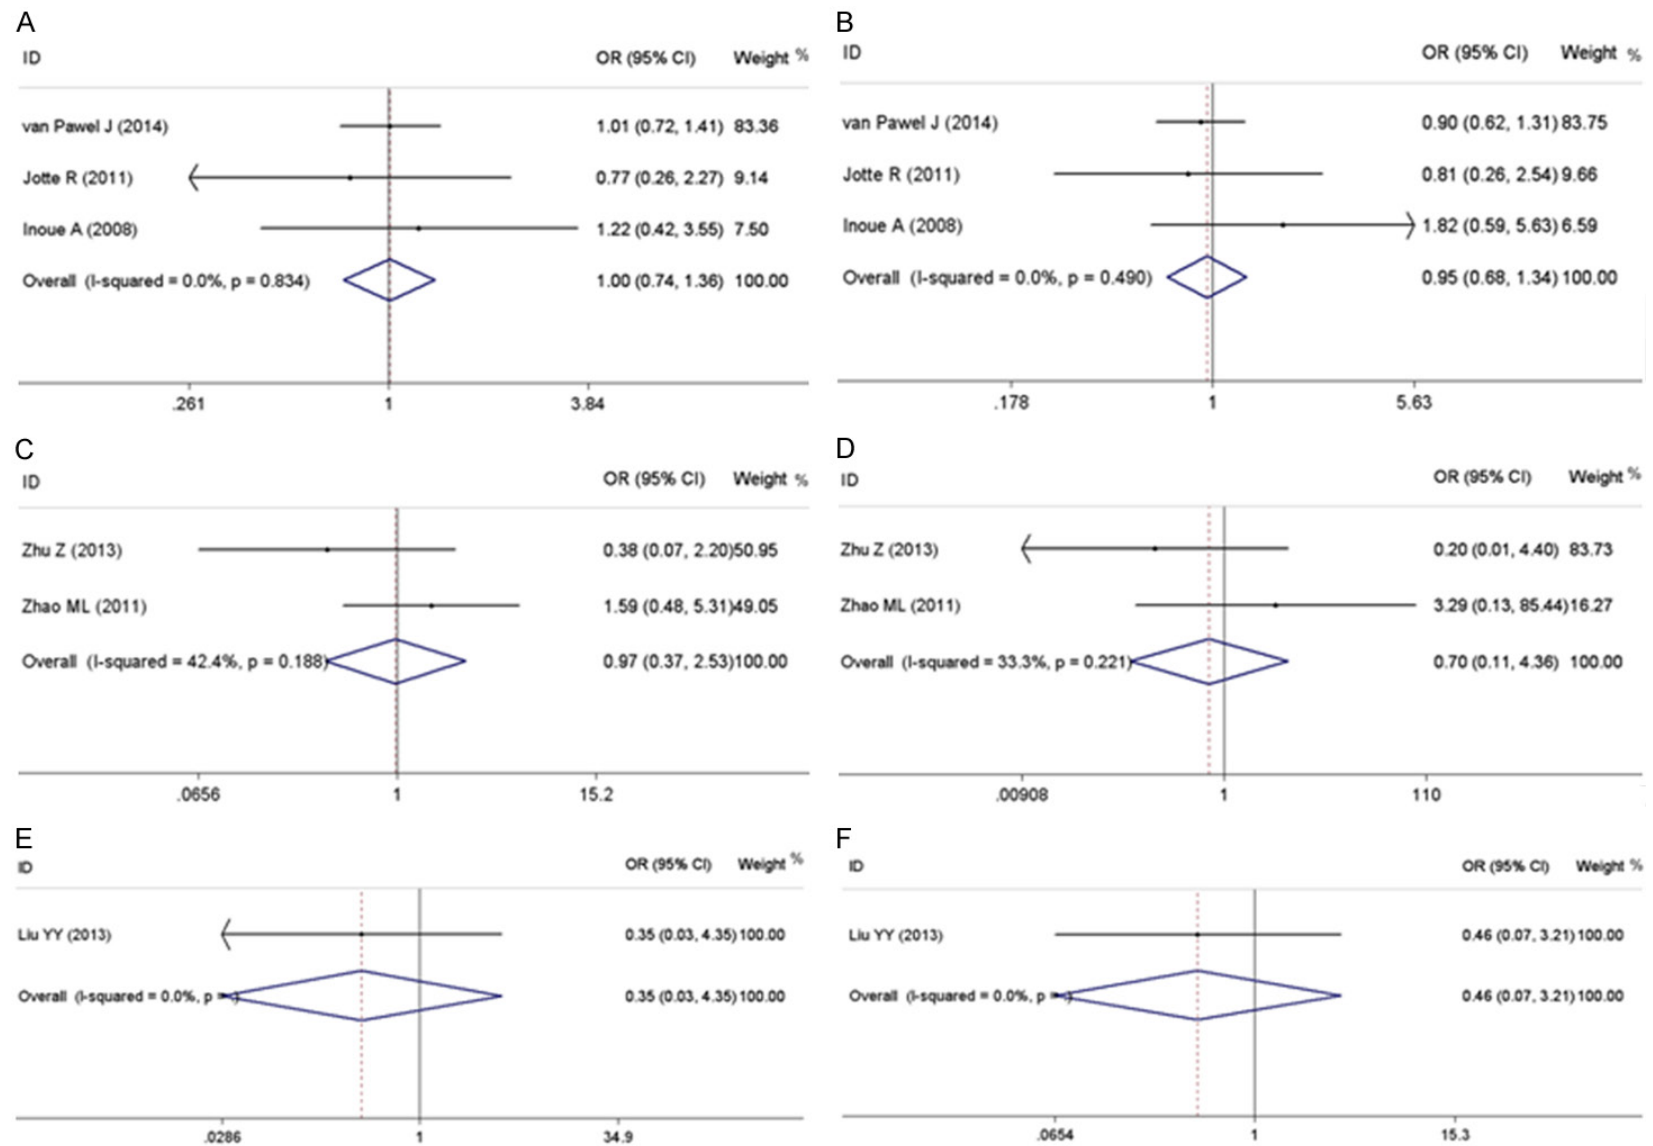 A
ID OR (95% CI) Weight %
van Pawel J (2014) 1.01 (0.72, 1.41) 83.36
Jotte R (2011) 0.77 (0.26, 2.27) 9.14
Inoue A (2008) 1.22 (0.42, 3.55) 7.50
Overall (I-squared = 0.0%, p = 0.834) 1.00 (0.74, 1.36) 100.00
.261 1 3.84
B
ID OR (95% CI) Weight %
van Pawel J (2014) 0.90 (0.62, 1.31) 83.75
Jotte R (2011) 0.81 (0.26, 2.54) 9.66
Inoue A (2008) 1.82 (0.59, 5.63) 6.59
Overall (I-squared = 0.0%, p = 0.490) 0.95 (0.68, 1.34) 100.00
.178 1 5.63
C
ID OR (95% CI) Weight %
Zhu Z (2013) 0.38 (0.07, 2.20) 50.95
Zhao ML (2011) 1.59 (0.48, 5.31) 49.05
Overall (I-squared = 42.4%, p = 0.188) 0.97 (0.37, 2.53) 100.00
.0656 1 15.2
D
ID OR (95% CI) Weight %
Zhu Z (2013) 0.20 (0.01, 4.40) 83.73
Zhao ML (2011) 3.29 (0.13, 85.44) 16.27
Overall (I-squared = 33.3%, p = 0.221) 0.70 (0.11, 4.36) 100.00
.00908 1 110
E
ID OR (95% CI) Weight %
Liu YY (2013) 0.35 (0.03, 4.35) 100.00
Overall (I-squared = 0.0%, p = .) 0.35 (0.03, 4.35) 100.00
.0286 1 34.9
F
ID OR (95% CI) Weight %
Liu YY (2013) 0.46 (0.07, 3.21) 100.00
Overall (I-squared = 0.0%, p = .) 0.46 (0.07, 3.21) 100.00
.0654 1 15.3